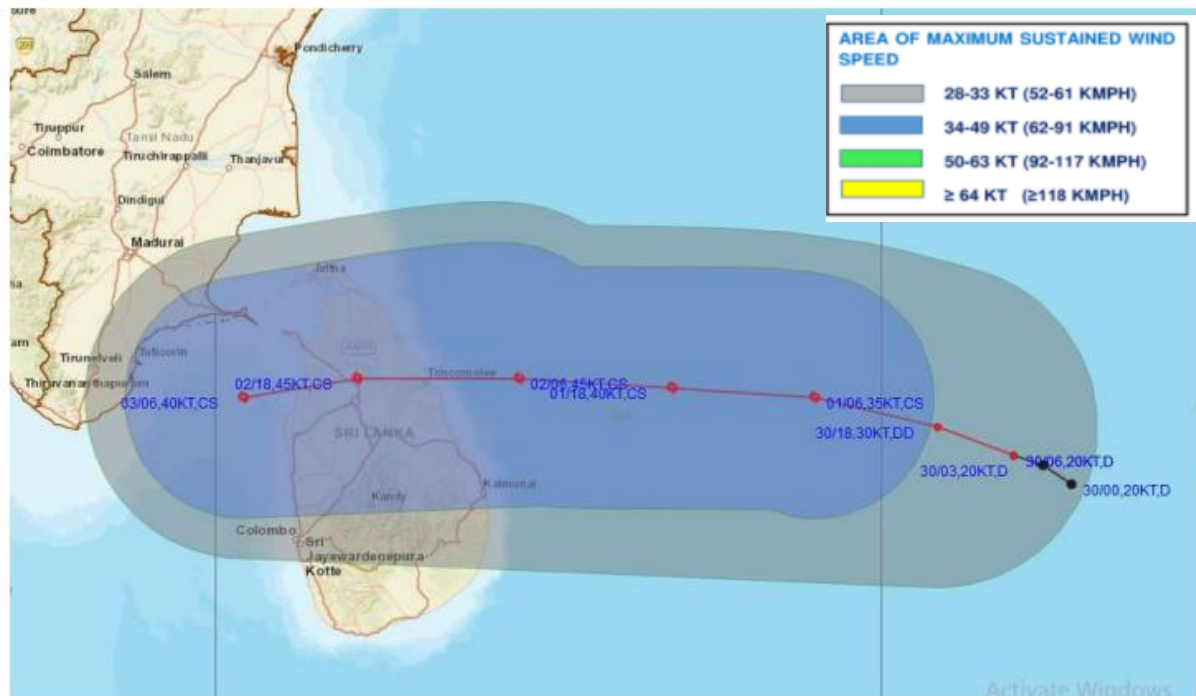 oure
Pondicherry
Salem
Tiruppur
Tamil Nadu
Coimbatore
Tiruchirappalli
Thanjavur
Dindigul
Madurai
Jaffna
am
Tirunelveli
Tuticorin
Thiruvananthapuram
Trincomalee
SRI LANKA
Kandy
Kalmunai
Colombo
Sri
Jayewardenepura
Kotte
AREA OF MAXIMUM SUSTAINED WIND
SPEED
28-33 KT (52-61 KMPH)
34-49 KT (62-91 KMPH)
50-63 KT (92-117 KMPH)
≥ 64 KT (≥118 KMPH)
03/06,40KT,CS
02/18,45KT,CS
02/06,45KT,CS
01/18,40KT,CS
01/06,35KT,CS
30/18,30KT,DD
30/06,20KT,D
30/03,20KT,D
30/00,20KT,D
Activate Windows